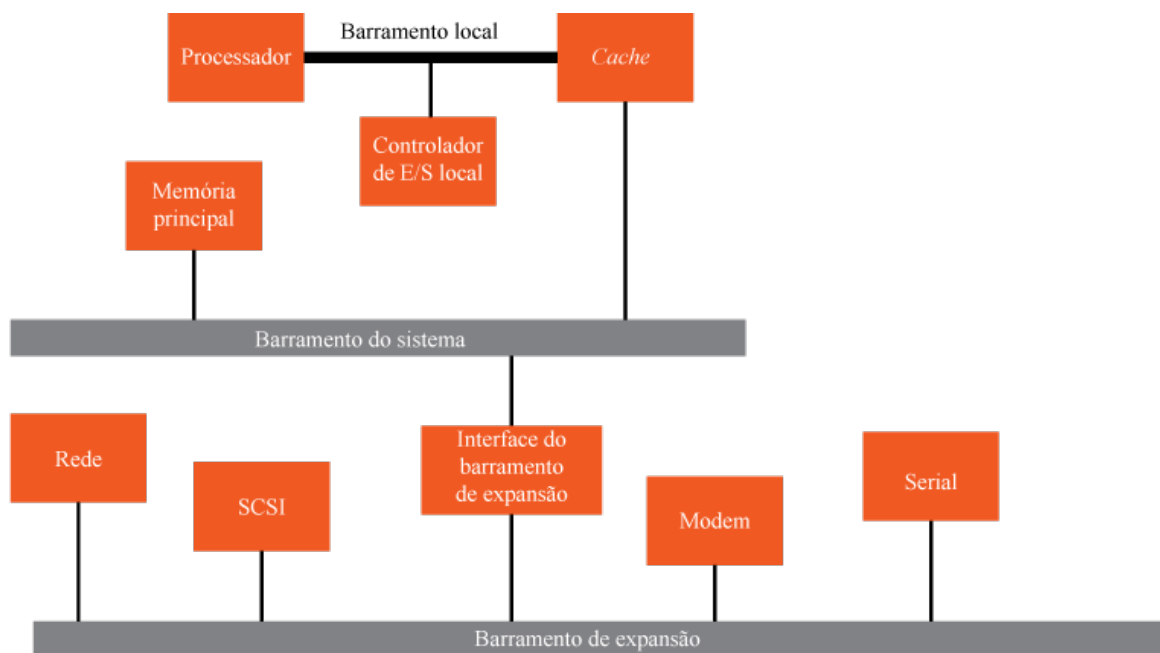 Barramento local
Processador
Cache
Controlador
de E/S local
Memória
principal
Barramento do sistema
Rede
SCSI
Interface do
barramento
de expansão
Modem
Serial
Barramento de expansão